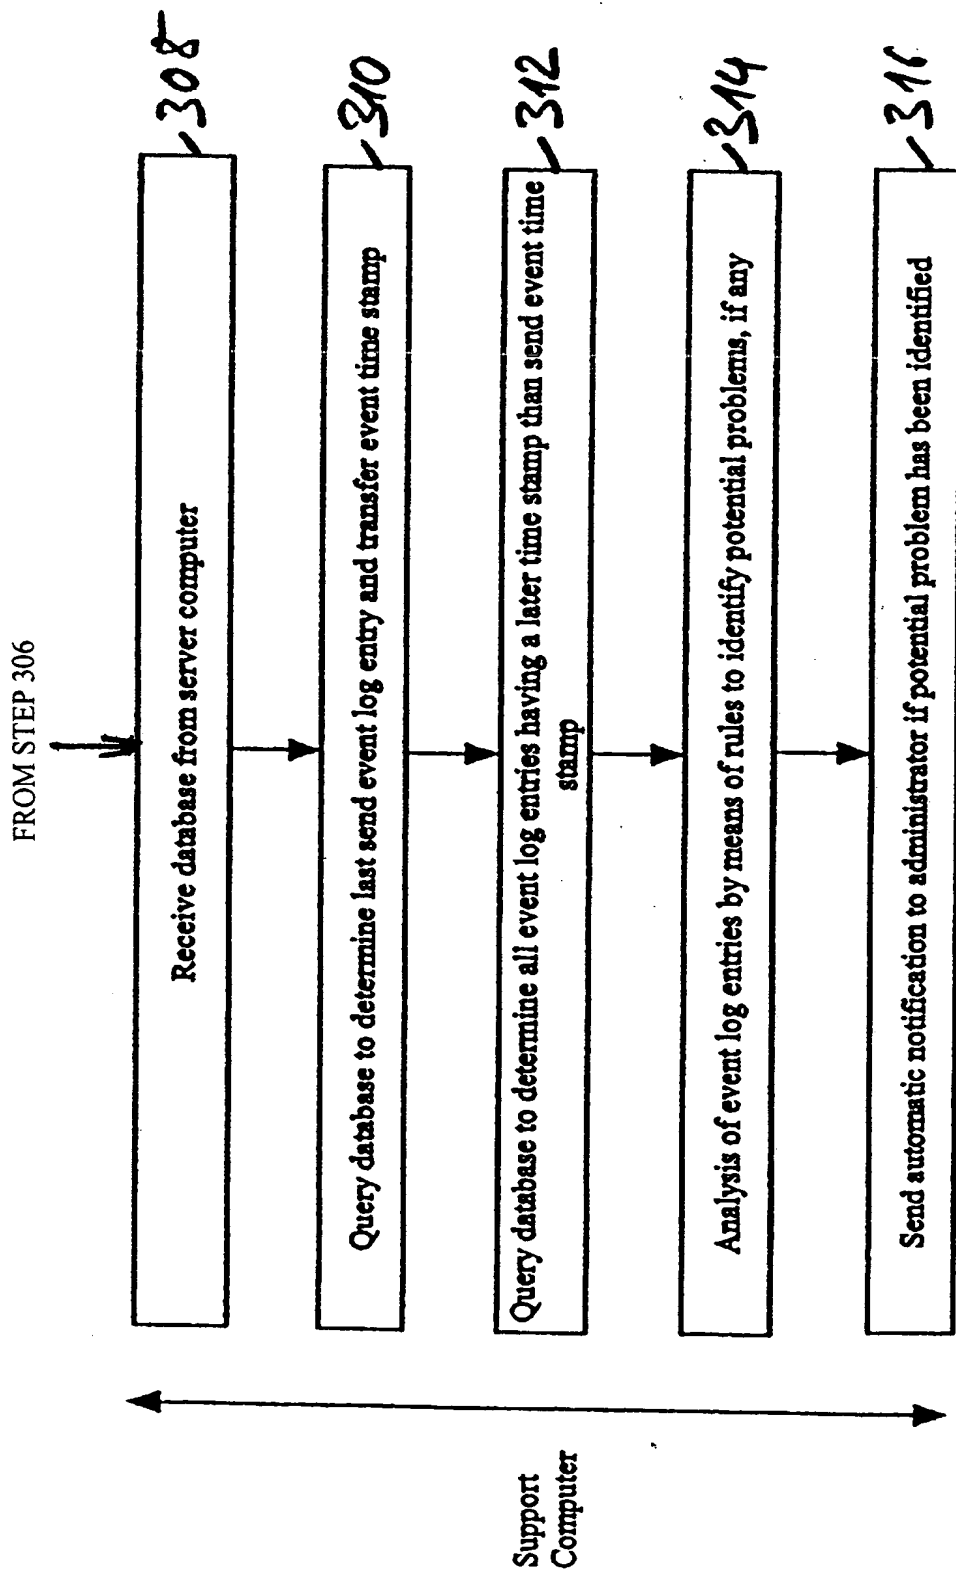 FROM STEP 306
Receive database from server computer
308
Query database to determine last send event log entry and transfer event time stamp
310
Query database to determine all event log entries having a later time stamp than send event time
stamp
312
Analysis of event log entries by means of rules to identify potential problems, if any
314
Send automatic notification to administrator if potential problem has been identified
316
Support
Computer